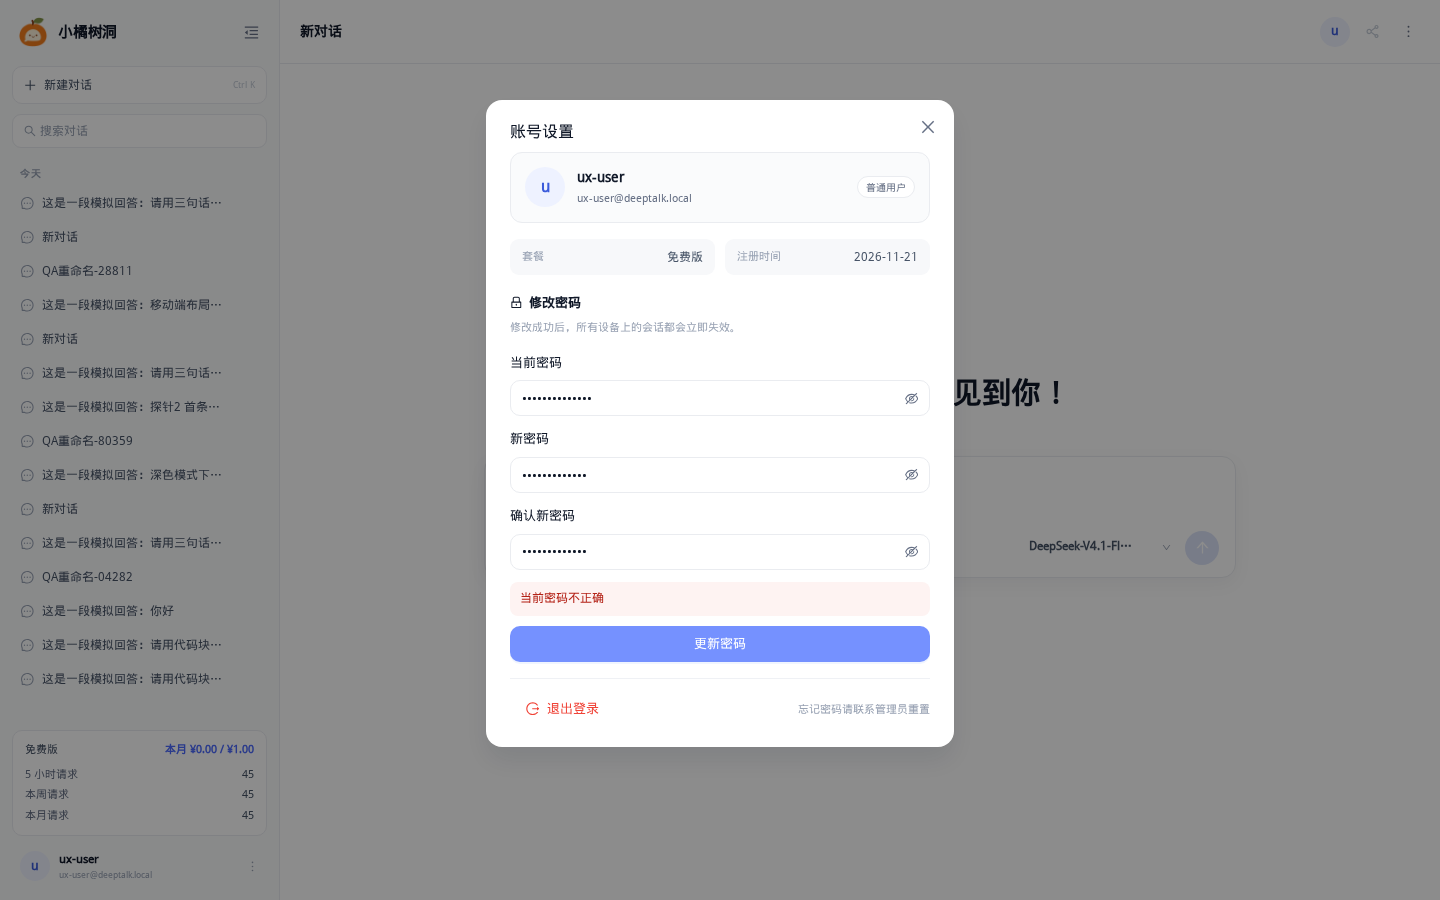 小橘树洞
新建对话
Ctrl K
搜索对话
今天
这是一段模拟回答：请用三句话…
新对话
QA重命名-28811
这是一段模拟回答：移动端布局…
新对话
这是一段模拟回答：请用三句话…
这是一段模拟回答：探针2 首条…
QA重命名-80359
这是一段模拟回答：深色模式下…
新对话
这是一段模拟回答：请用三句话…
QA重命名-04282
这是一段模拟回答：你好
这是一段模拟回答：请用代码块…
这是一段模拟回答：请用代码块…
免费版 本月 ¥0.00 / ¥1.00
5 小时请求 45
本周请求 45
本月请求 45
u
ux-user
ux-user@deeptalk.local
新对话
u
见到你！
DeepSeek-V4.1-Fl…
账号设置
u
ux-user
ux-user@deeptalk.local
普通用户
套餐 免费版
注册时间 2026-11-21
修改密码
修改成功后，所有设备上的会话都会立即失效。
当前密码
新密码
确认新密码
当前密码不正确
更新密码
退出登录
忘记密码请联系管理员重置